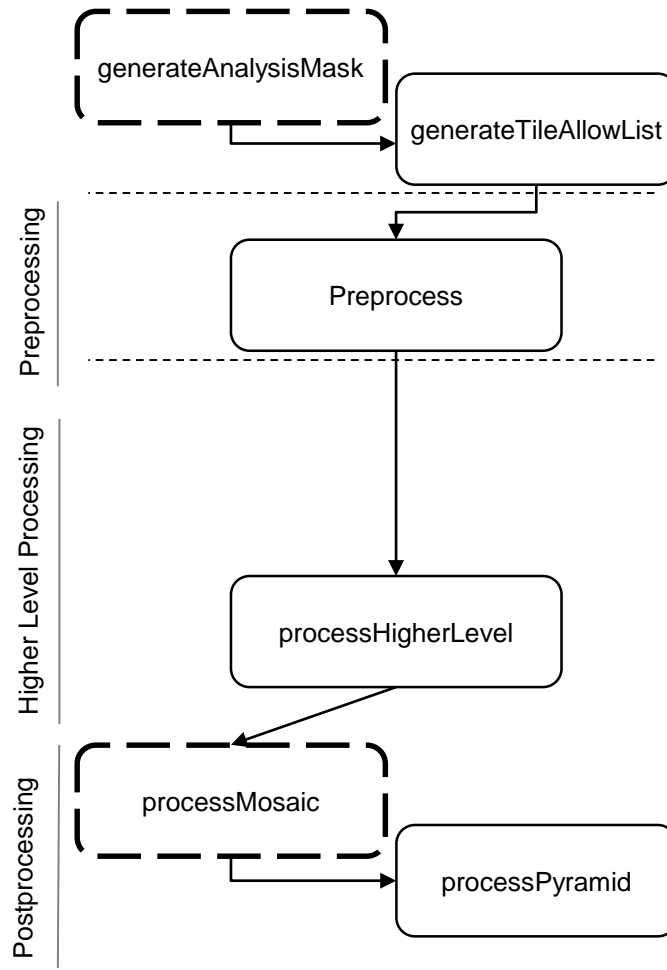 generateAnalysisMask
generateTileAllowList
Preprocessing
Preprocess
Higher Level Processing
processHigherLevel
Postprocessing
processMosaic
processPyramid